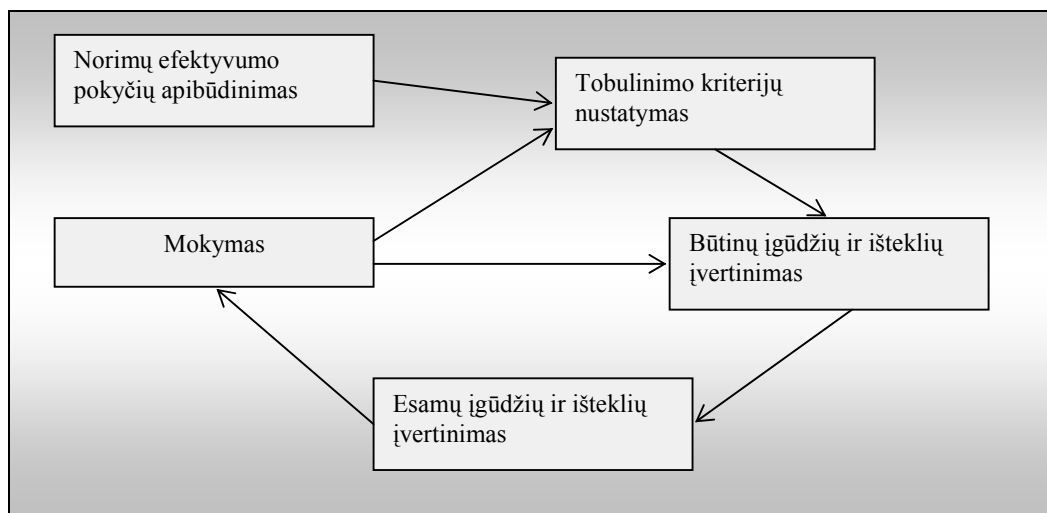 Norimų efektyvumo
pokyčių apibūdinimas
Tobulinimo kriterijų
nustatymas
Mokymas
Būtinų įgūdžių ir išteklių
įvertinimas
Esamų įgūdžių ir išteklių
įvertinimas